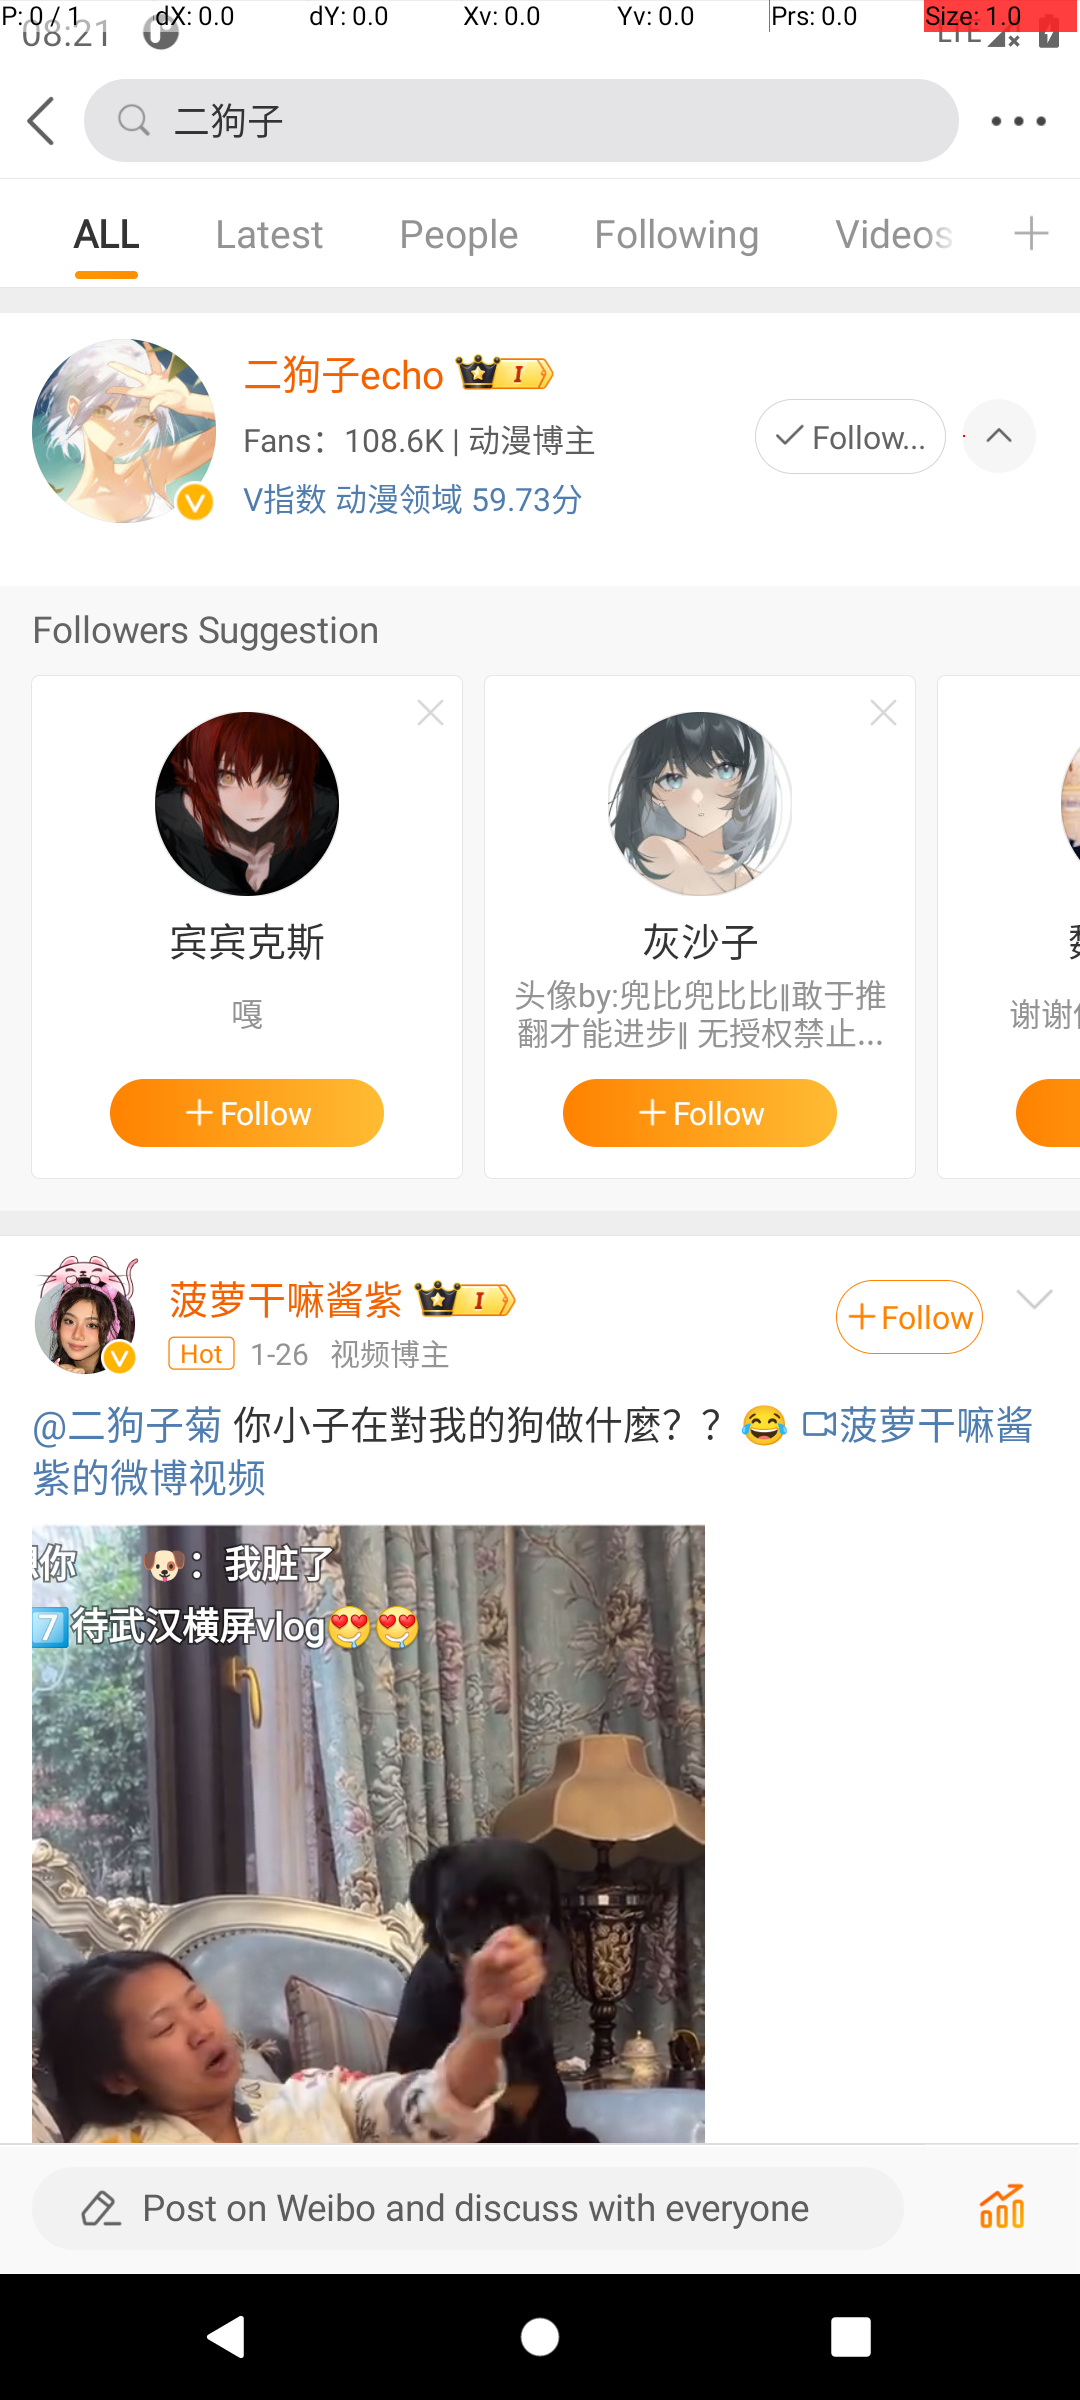 P: 0 / 1 dX: 0.0 dY: 0.0 Xv: 0.0 Yv: 0.0 Prs: 0.0 Size: 1.0
08:21 LTE
二狗子
ALL Latest People Following Videos
二狗子echo I
Fans：108.6K | 动漫博主
Follow...
V指数 动漫领域 59.73分
Followers Suggestion
宾宾克斯
嘎
Follow
灰沙子
头像by:兜比兜比比‖敢于推
翻才能进步‖ 无授权禁止...
Follow
谢谢
菠萝干嘛酱紫 I
Hot 1-26 视频博主
Follow
@二狗子菊 你小子在對我的狗做什麼？？😂 菠萝干嘛酱
紫的微博视频
你 🐶：我脏了
7️⃣待武汉横屏vlog😍😍
Post on Weibo and discuss with everyone